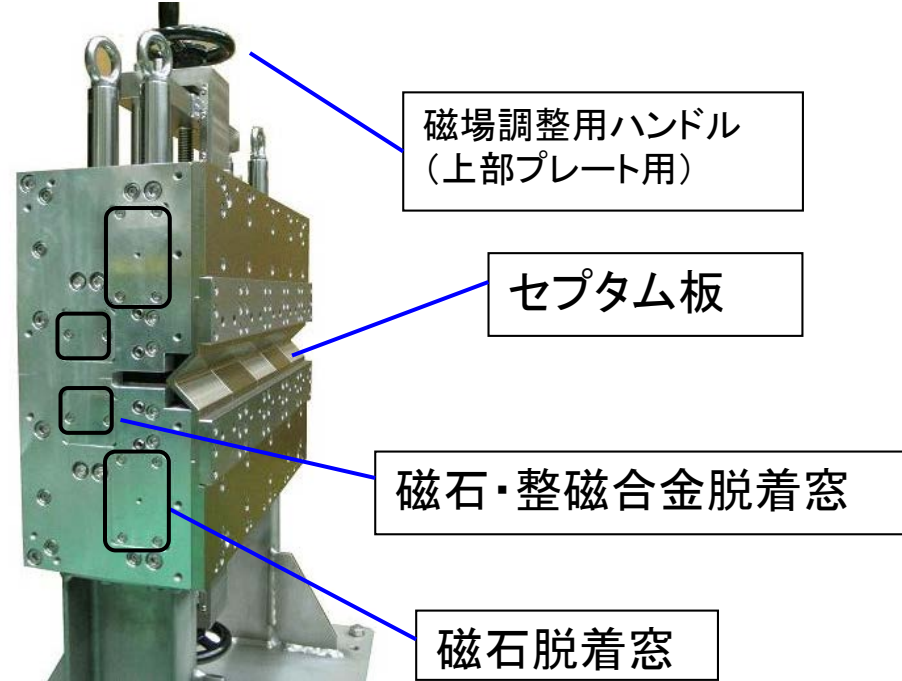 磁場調整用ハンドル
（上部プレート用）
セプタム板
磁石・整磁合金脱着窓
磁石脱着窓